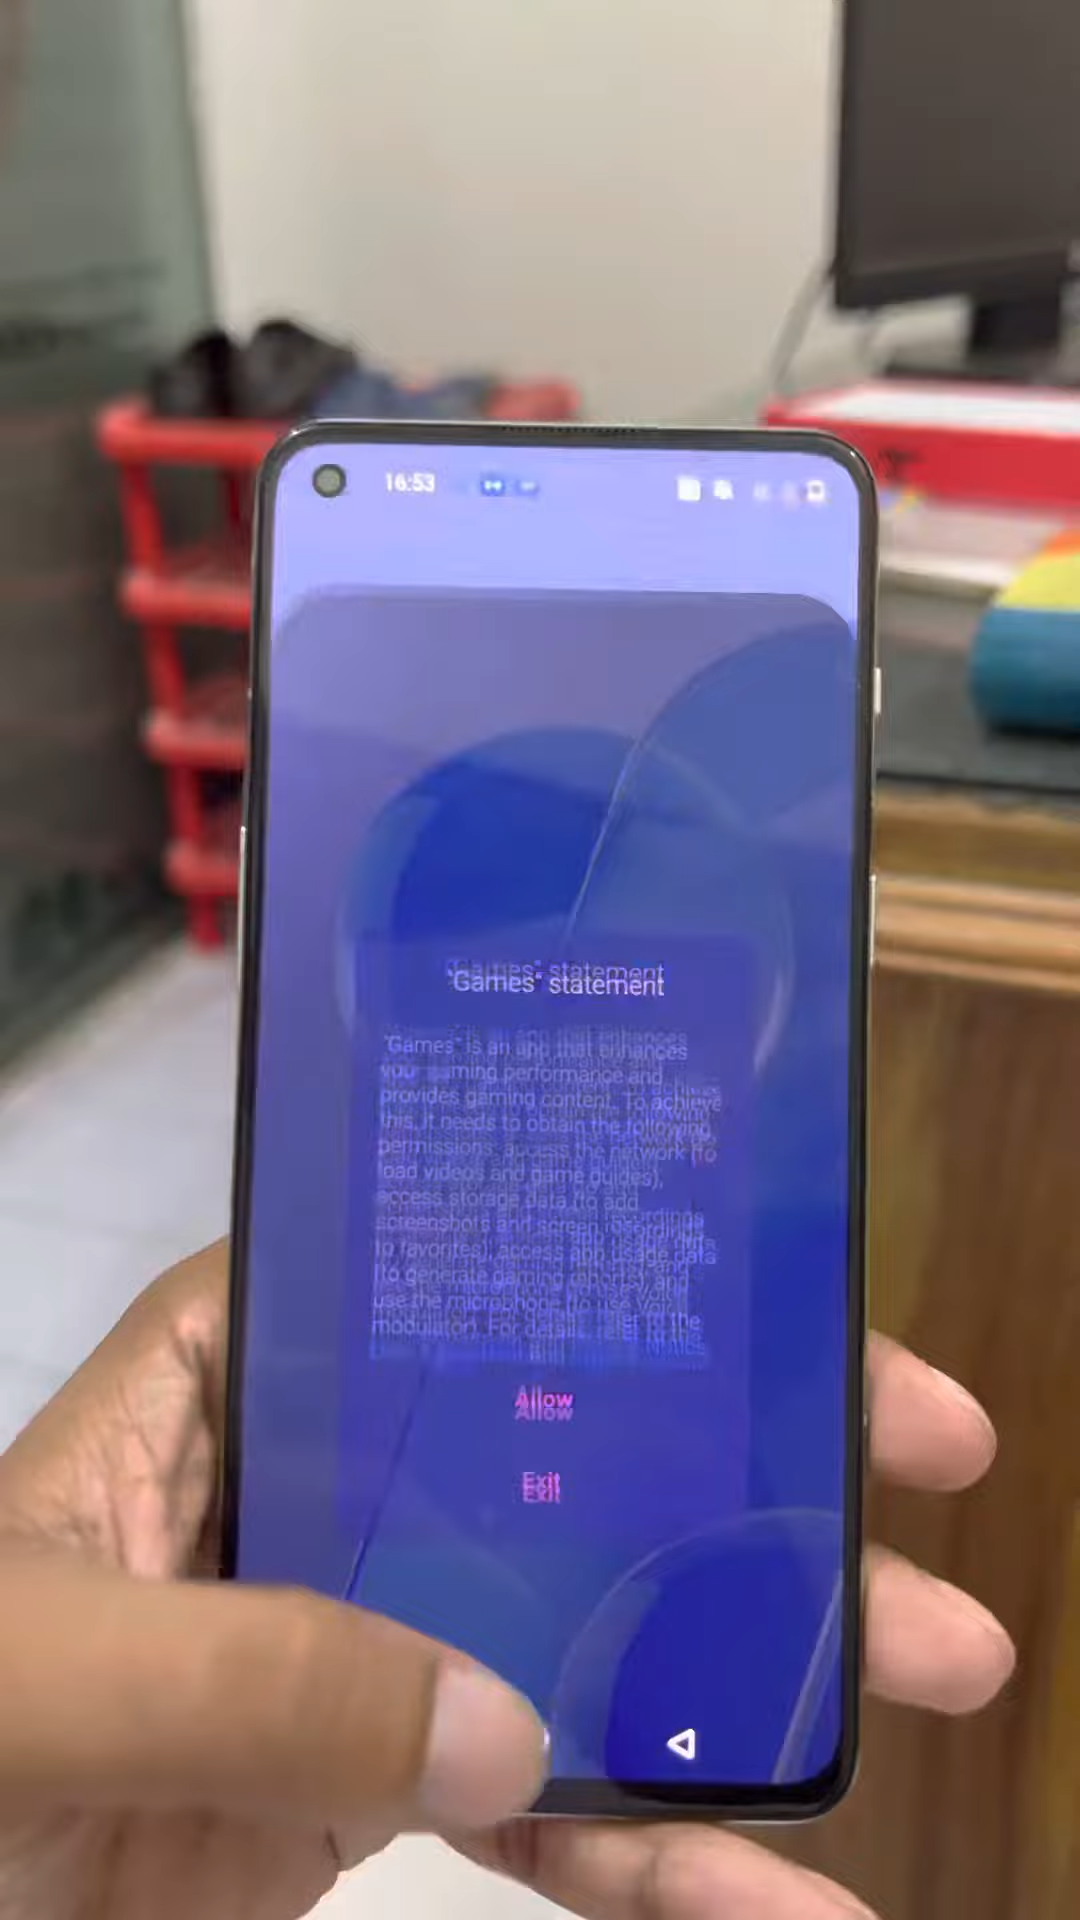 16:53
"Games" statement
"Games" is an app that enhances
performance and
provides gaming content. To achieve
this, it needs to obtain the following
permissions: access the network (to
load videos and game guides),
access storage data (to add
screenshots and screen recordings
to favorites), access app usage data
(to generate gaming reports), and
use the microphone (to use
modulator). For details, refer to the
Allow
Exit